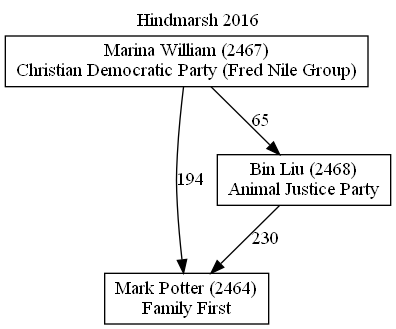 Hindmarsh 2016
Marina William (2467)
Christian Democratic Party (Fred Nile Group)
65
Bin Liu (2468)
Animal Justice Party
194
230
Mark Potter (2464)
Family First